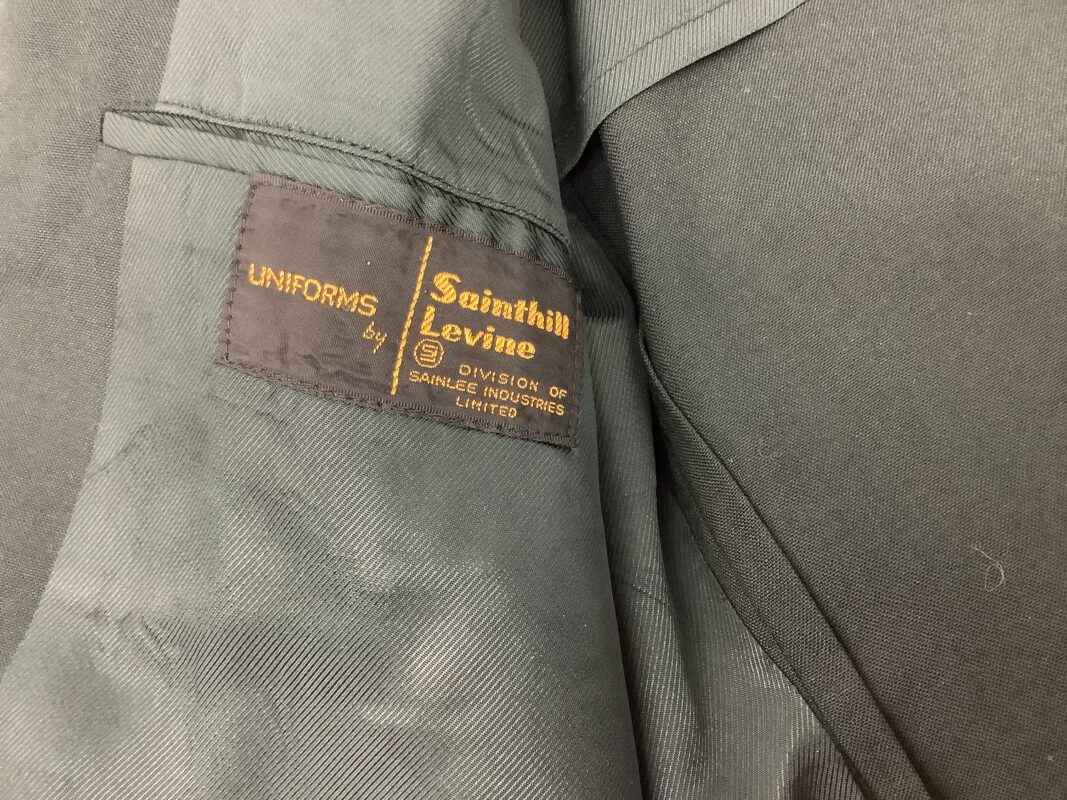 UNIFORMS
by
Sainthill
Levine
DIVISION OF
SAINLEE INDUSTRIES
LIMITED